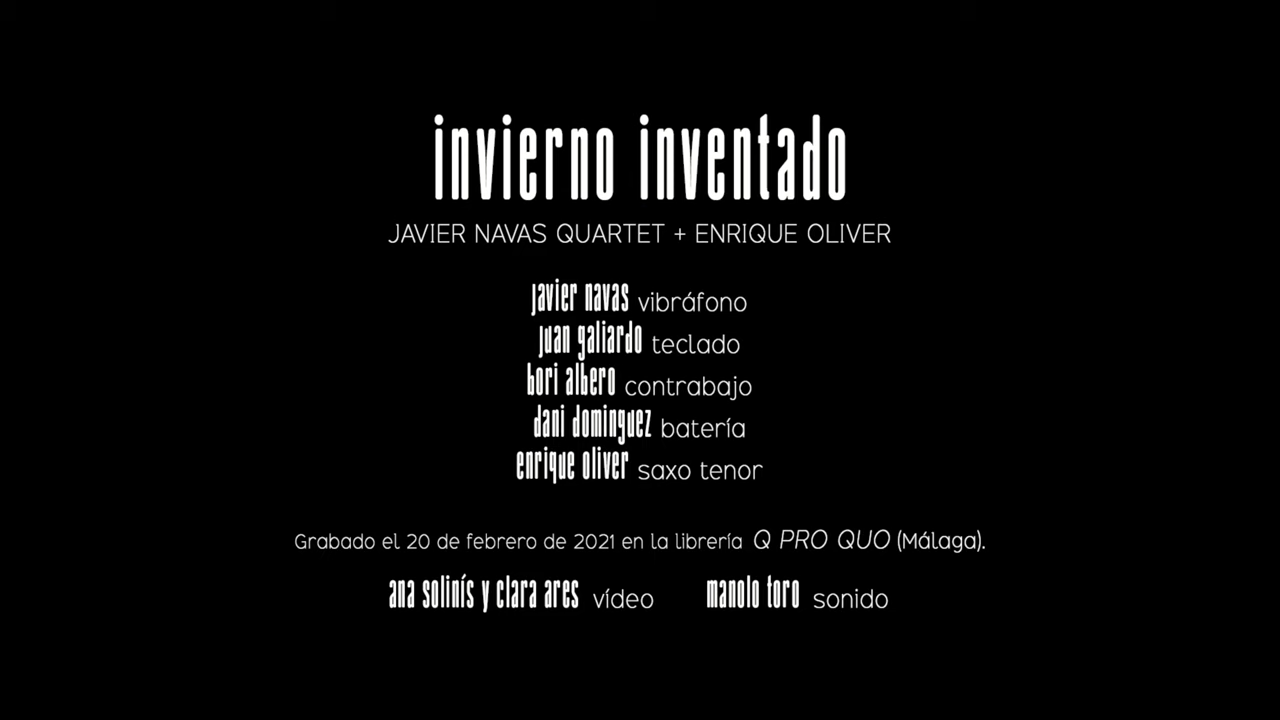 invierno inventado
JAVIER NAVAS QUARTET + ENRIQUE OLIVER
javier navas vibráfono
juan galiardo teclado
bori albero contrabajo
dani dominguez batería
enrique oliver saxo tenor
Grabado el 20 de febrero de 2021 en la librería Q PRO QUO (Málaga).
ana solinís y clara ares vídeo manolo toro sonido